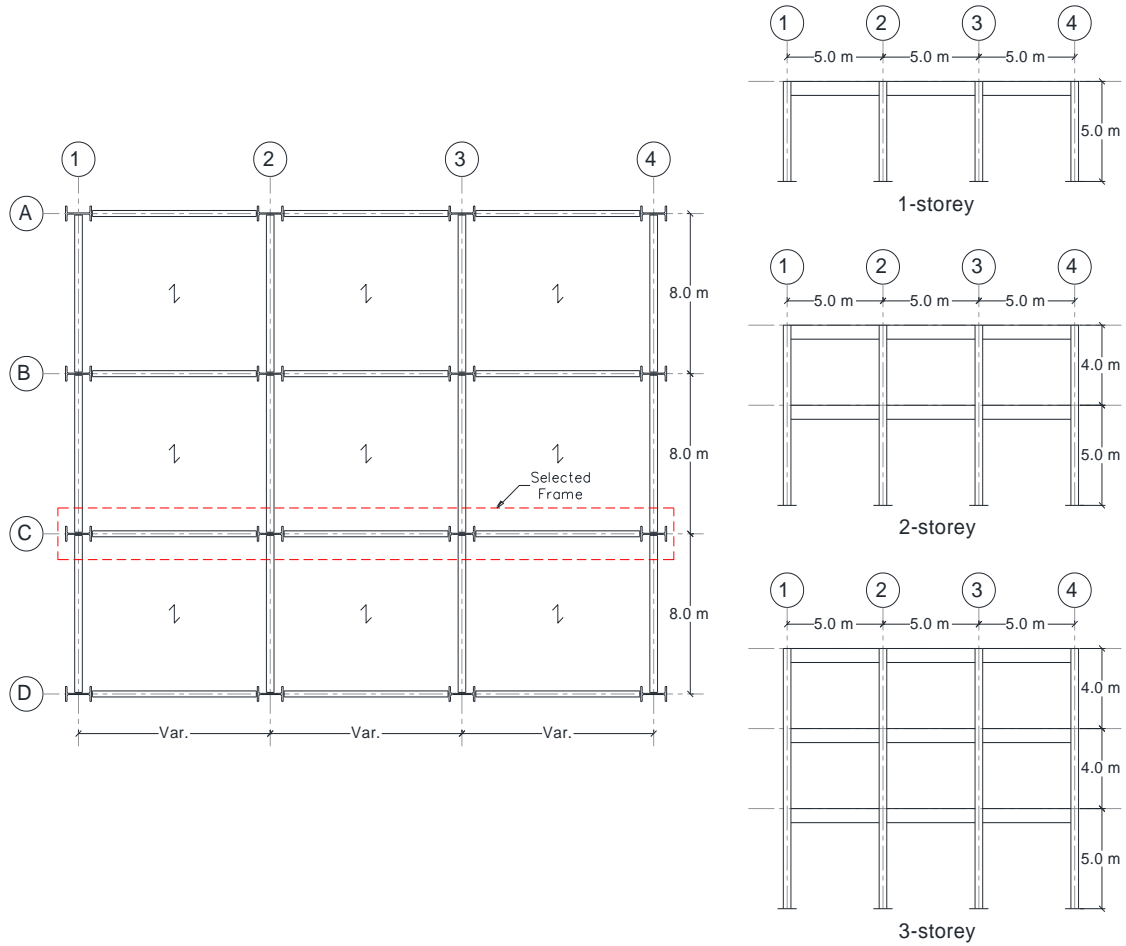 1 2 3 4
A
B
C
D
8.0 m
8.0 m
8.0 m
Selected
Frame
Var. Var. Var.
1 2 3 4
5.0 m 5.0 m 5.0 m
5.0 m
1-storey
1 2 3 4
5.0 m 5.0 m 5.0 m
4.0 m
5.0 m
2-storey
1 2 3 4
5.0 m 5.0 m 5.0 m
4.0 m
4.0 m
5.0 m
3-storey